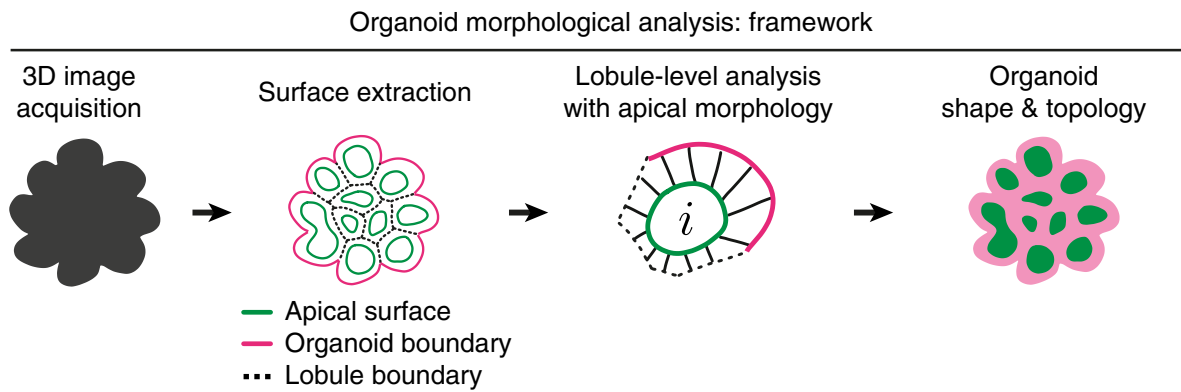 Organoid morphological analysis: framework
3D image
acquisition
Surface extraction
Lobule-level analysis
with apical morphology
Organoid
shape & topology
i
Apical surface
Organoid boundary
Lobule boundary